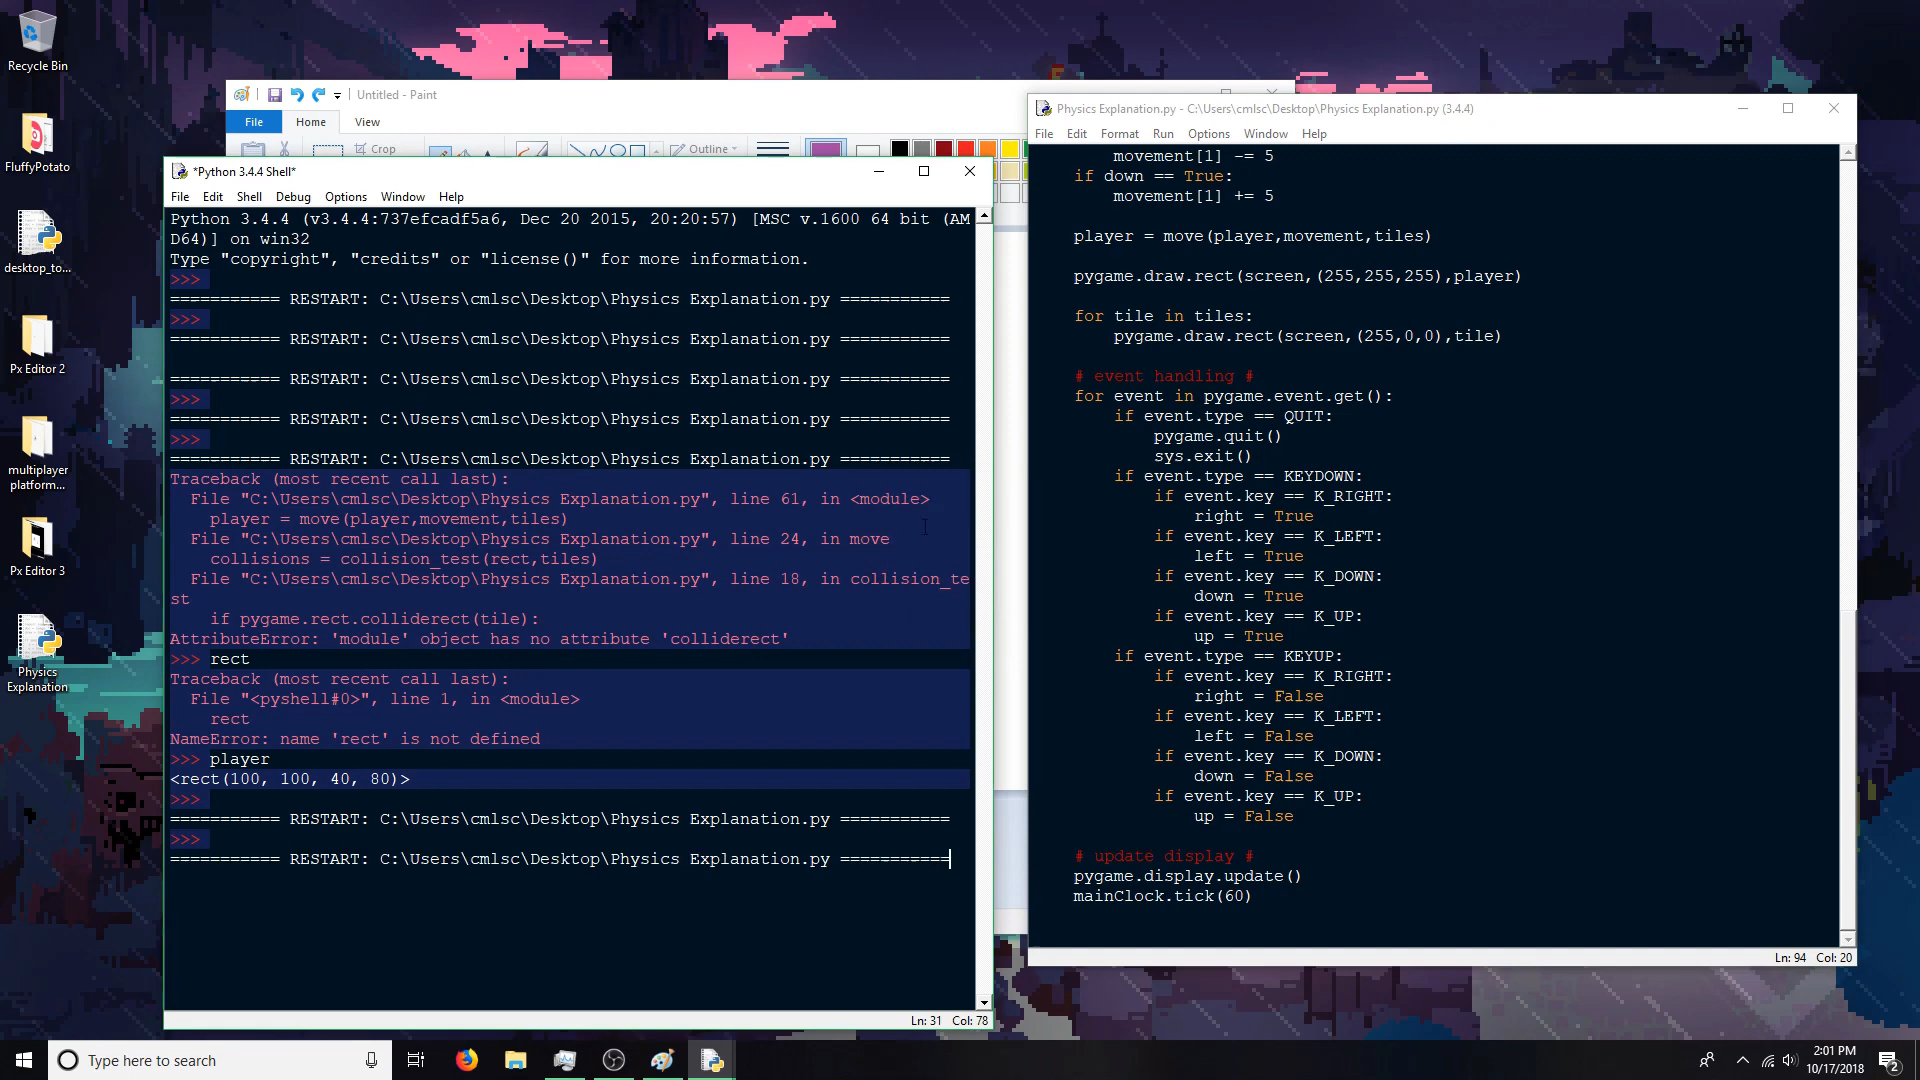 Recycle Bin
FluffyPotato
desktop_to...
Px Editor 2
multiplayer
platform...
Px Editor 3
Physics
Explanation
Untitled - Paint
File Home View
Crop
Outline
*Python 3.4.4 Shell*
File Edit Shell Debug Options Window Help
Python 3.4.4 (v3.4.4:737efcadf5a6, Dec 20 2015, 20:20:57) [MSC v.1600 64 bit (AM
D64)] on win32
Type "copyright", "credits" or "license()" for more information.
>>>
=========== RESTART: C:\Users\cmlsc\Desktop\Physics Explanation.py ===========
>>>
=========== RESTART: C:\Users\cmlsc\Desktop\Physics Explanation.py ===========
=========== RESTART: C:\Users\cmlsc\Desktop\Physics Explanation.py ===========
>>>
=========== RESTART: C:\Users\cmlsc\Desktop\Physics Explanation.py ===========
>>>
=========== RESTART: C:\Users\cmlsc\Desktop\Physics Explanation.py ===========
Traceback (most recent call last):
File "C:\Users\cmlsc\Desktop\Physics Explanation.py", line 61, in <module>
player = move(player,movement,tiles)
File "C:\Users\cmlsc\Desktop\Physics Explanation.py", line 24, in move
collisions = collision_test(rect,tiles)
File "C:\Users\cmlsc\Desktop\Physics Explanation.py", line 18, in collision_te
st
if pygame.rect.colliderect(tile):
AttributeError: 'module' object has no attribute 'colliderect'
>>> rect
Traceback (most recent call last):
File "<pyshell#0>", line 1, in <module>
rect
NameError: name 'rect' is not defined
>>> player
<rect(100, 100, 40, 80)>
>>>
=========== RESTART: C:\Users\cmlsc\Desktop\Physics Explanation.py ===========
>>>
=========== RESTART: C:\Users\cmlsc\Desktop\Physics Explanation.py ===========
Ln: 31 Col: 78
Physics Explanation.py - C:\Users\cmlsc\Desktop\Physics Explanation.py (3.4.4)
File Edit Format Run Options Window Help
movement[1] -= 5
if down == True:
movement[1] += 5
player = move(player,movement,tiles)
pygame.draw.rect(screen,(255,255,255),player)
for tile in tiles:
pygame.draw.rect(screen,(255,0,0),tile)
# event handling #
for event in pygame.event.get():
if event.type == QUIT:
pygame.quit()
sys.exit()
if event.type == KEYDOWN:
if event.key == K_RIGHT:
right = True
if event.key == K_LEFT:
left = True
if event.key == K_DOWN:
down = True
if event.key == K_UP:
up = True
if event.type == KEYUP:
if event.key == K_RIGHT:
right = False
if event.key == K_LEFT:
left = False
if event.key == K_DOWN:
down = False
if event.key == K_UP:
up = False
# update display #
pygame.display.update()
mainClock.tick(60)
Ln: 94 Col: 20
Type here to search
2:01 PM
10/17/2018
2